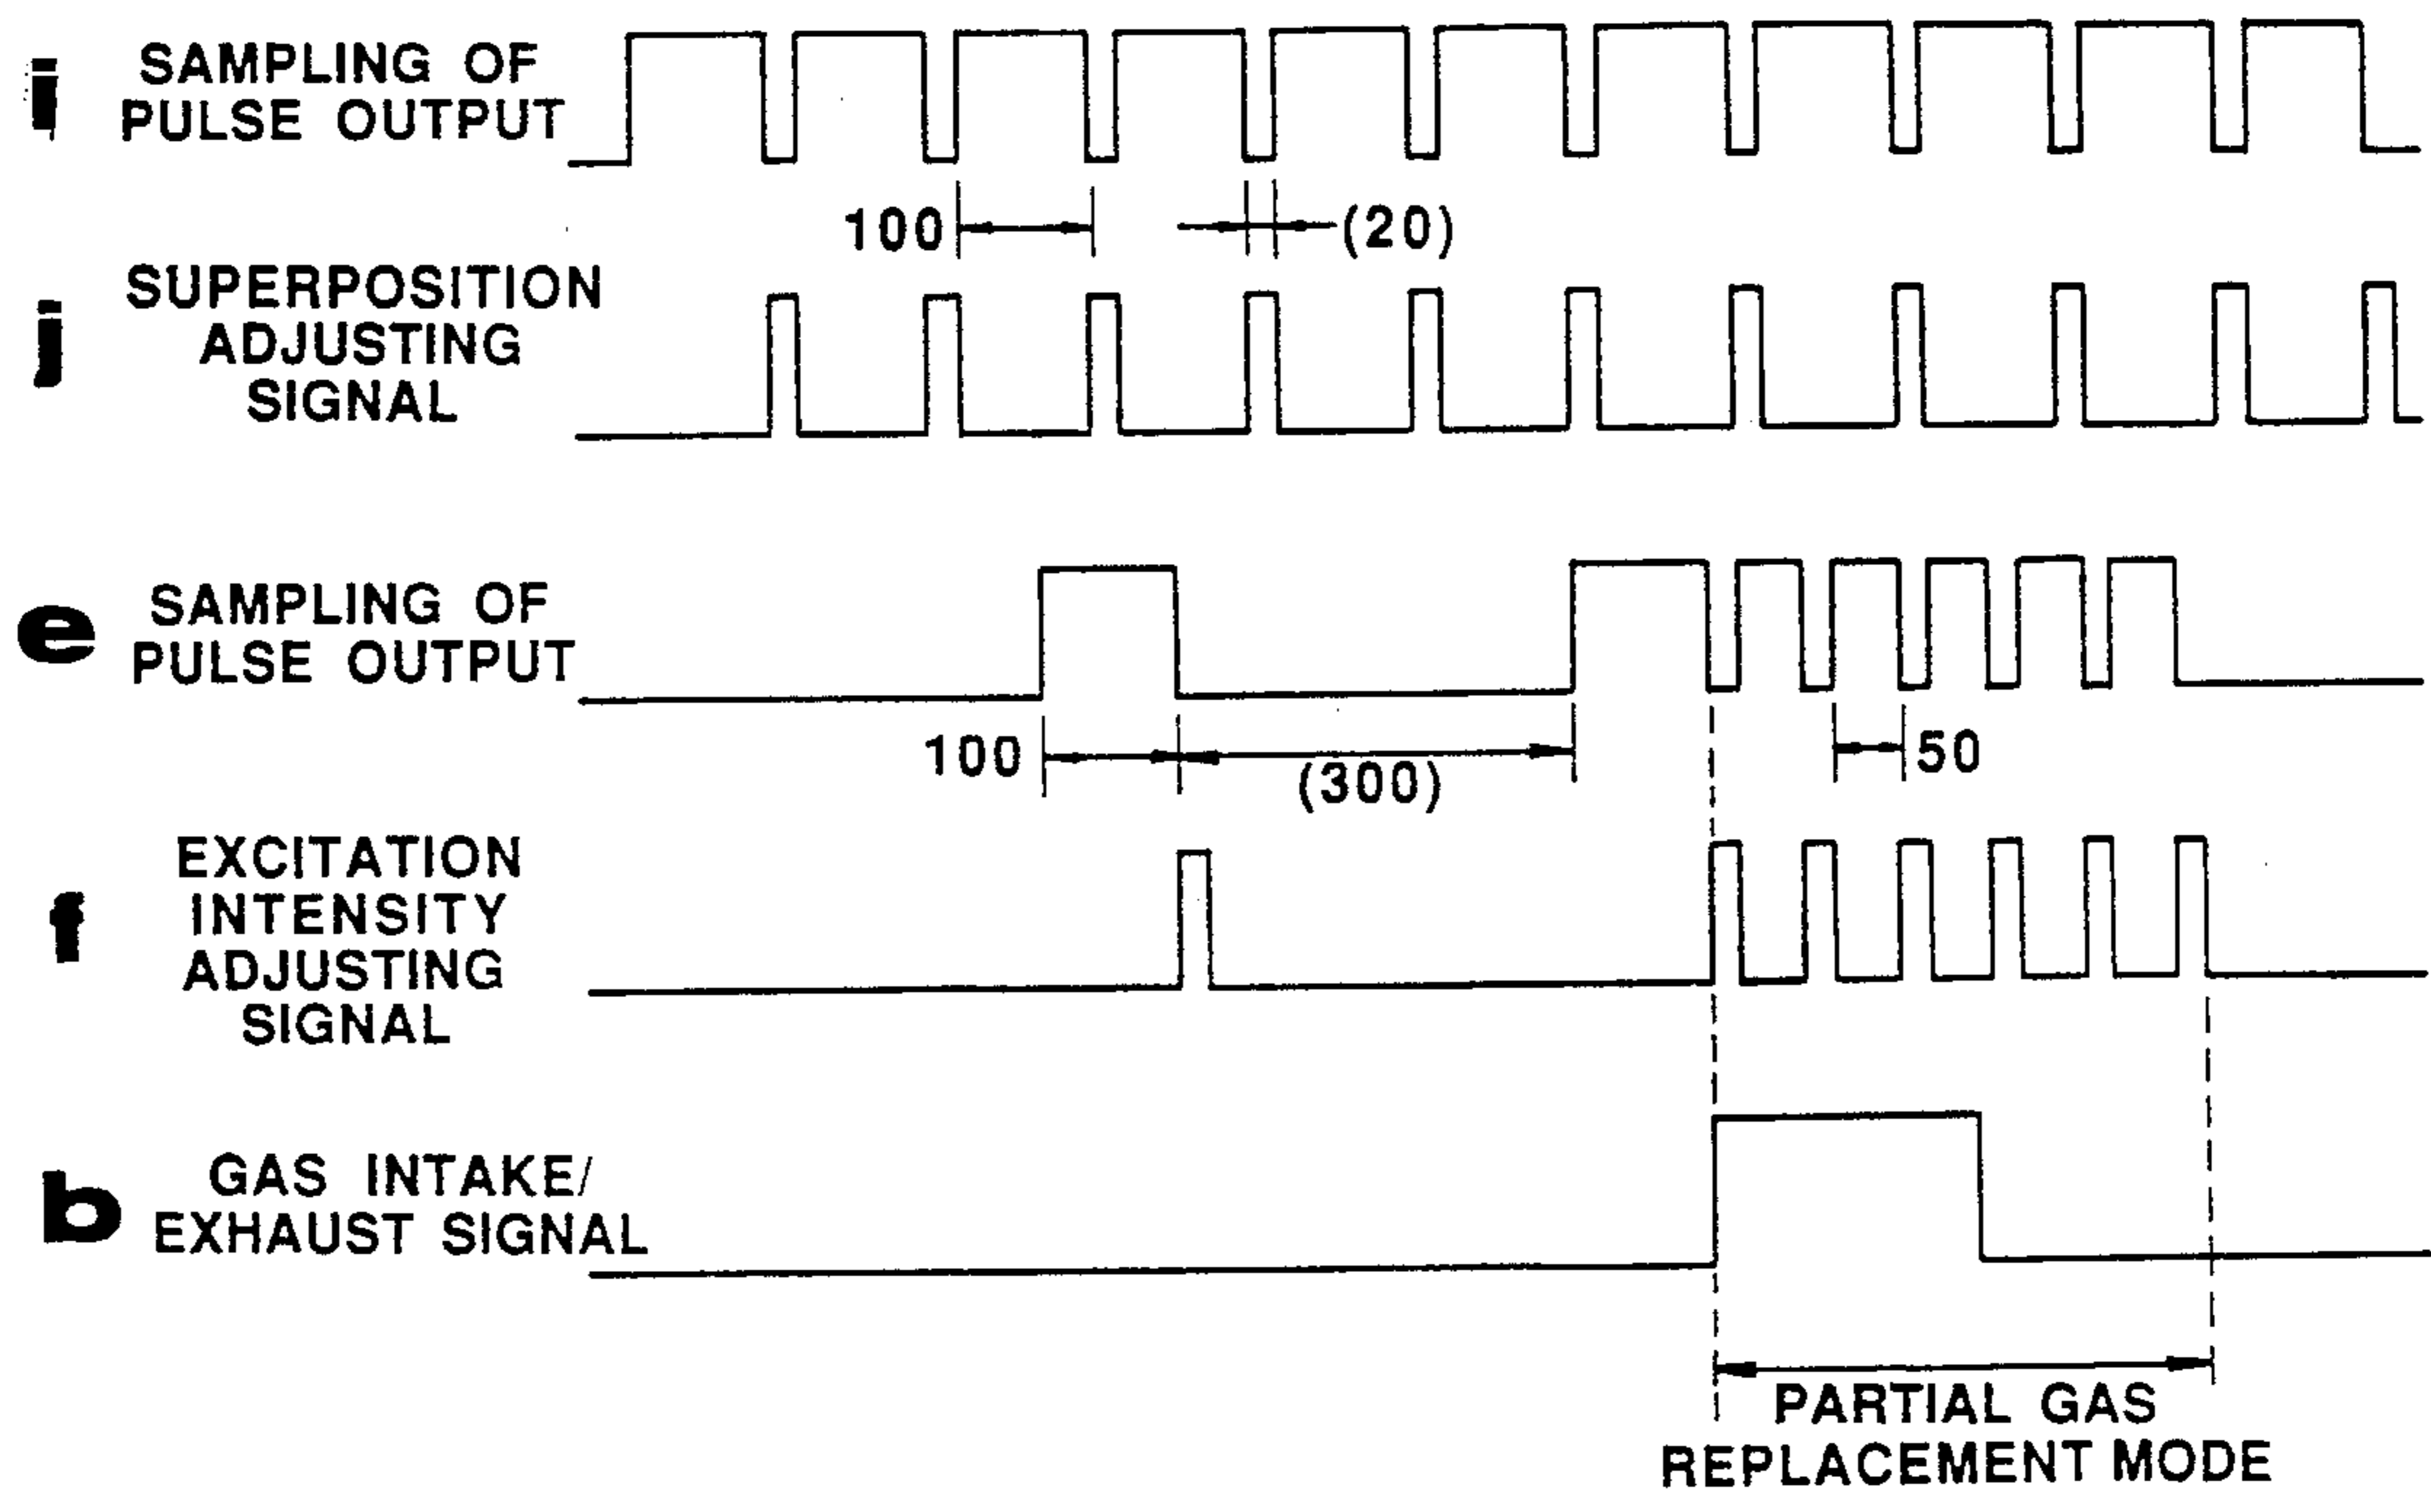 i SAMPLING OF
PULSE OUTPUT
100 (20)
j SUPERPOSITION
ADJUSTING
SIGNAL
e SAMPLING OF
PULSE OUTPUT
100 (300) 50
f EXCITATION
INTENSITY
ADJUSTING
SIGNAL
b GAS INTAKE/
EXHAUST SIGNAL
PARTIAL GAS
REPLACEMENT MODE